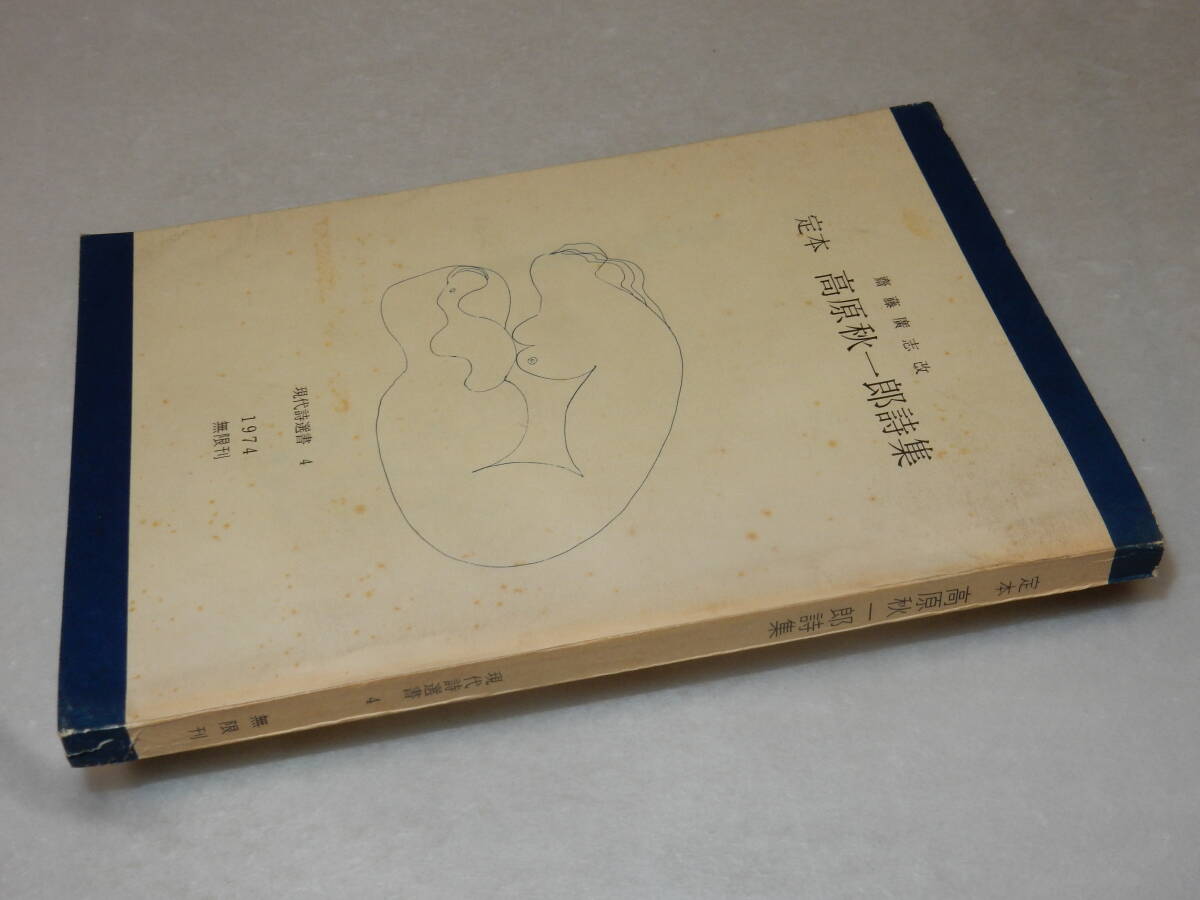 齋藤廣志改
定本 高原秋一郎詩集
現代詩選書 4
1974
無限刊
定本 高原秋一郎詩集
現代詩選書 4
無限刊